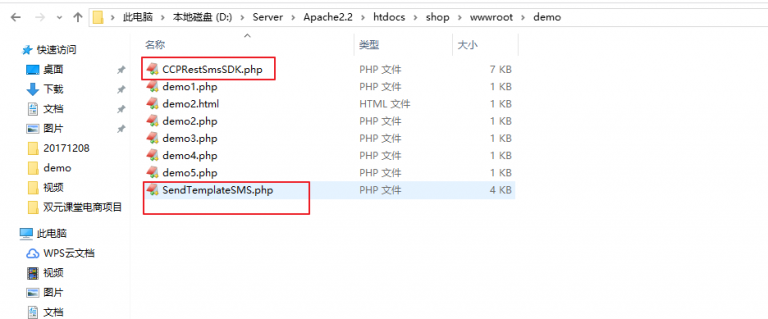 此电脑 › 本地磁盘 (D:) › Server › Apache2.2 › htdocs › shop › wwwroot › demo
快速访问
桌面
下载
文档
图片
20171208
demo
视频
双元课堂电商项目
此电脑
WPS云文档
视频
图片
文档
名称 类型 大小
CCPRestSmsSDK.php PHP 文件 7 KB
demo1.php PHP 文件 1 KB
demo2.html HTML 文件 1 KB
demo2.php PHP 文件 1 KB
demo3.php PHP 文件 1 KB
demo4.php PHP 文件 1 KB
demo5.php PHP 文件 1 KB
SendTemplateSMS.php PHP 文件 4 KB